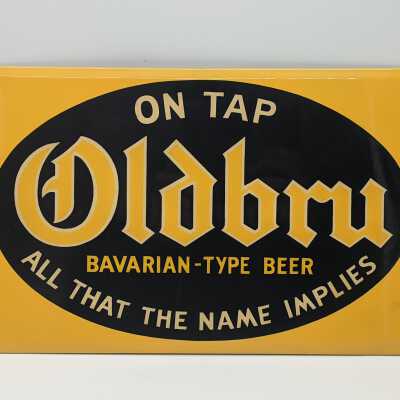 ON TAP
Oldbru
BAVARIAN-TYPE BEER
ALL THAT THE NAME IMPLIES